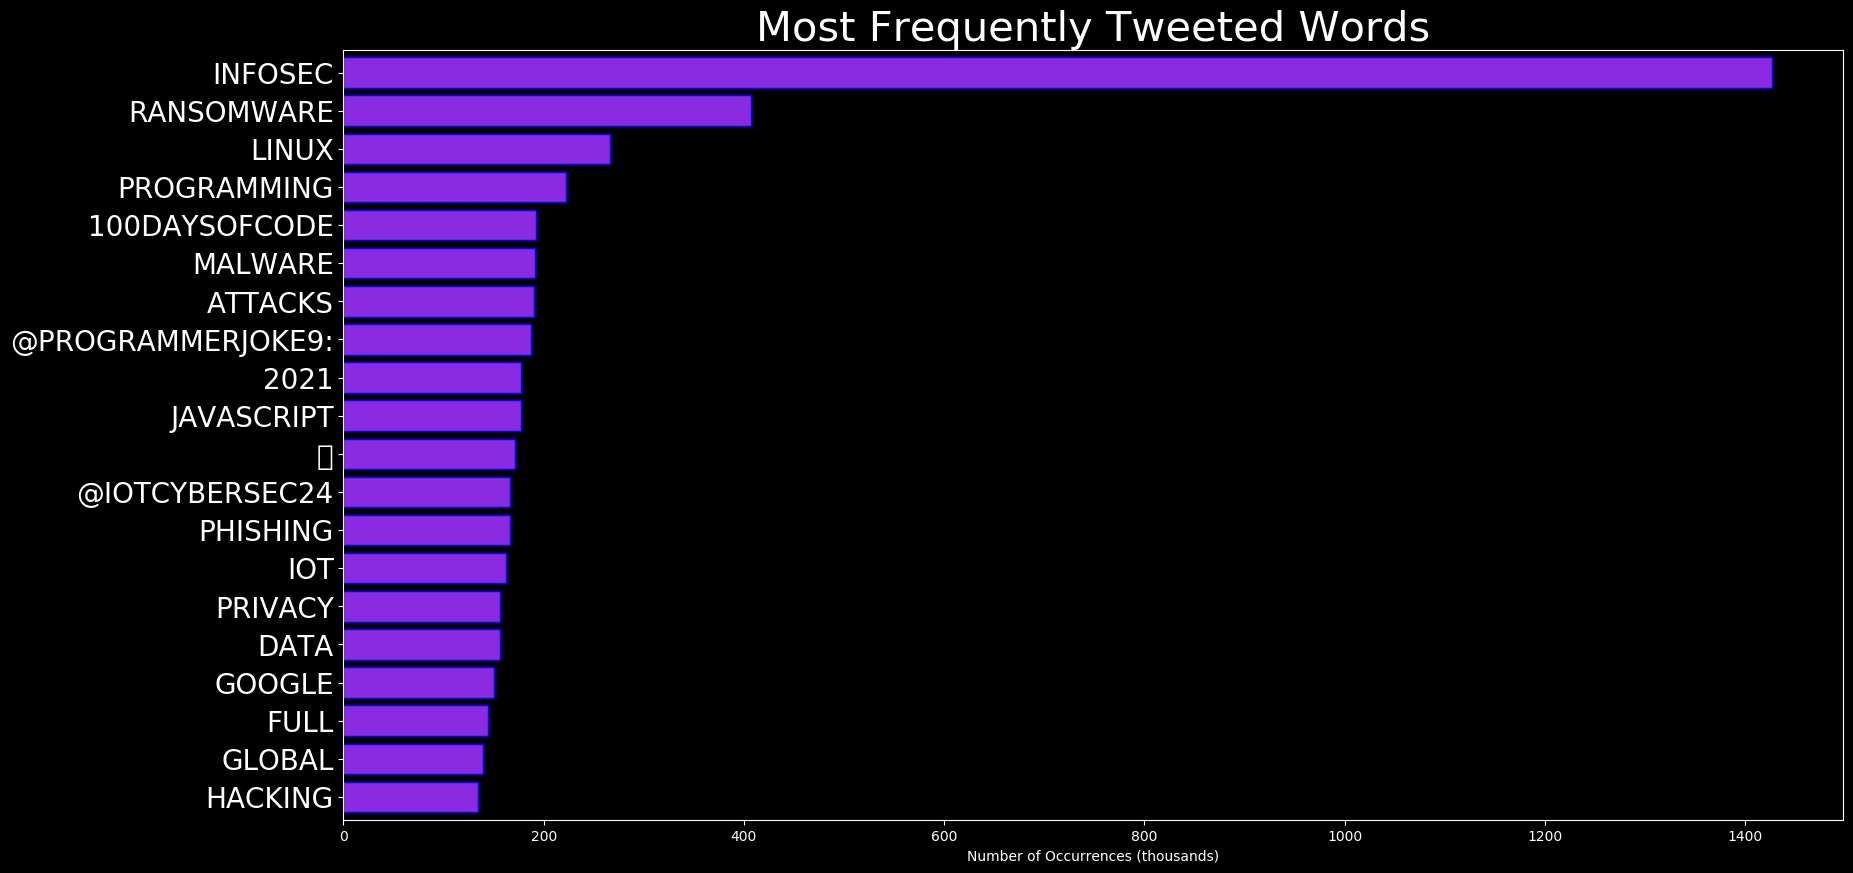 Most Frequently Tweeted Words
INFOSEC
RANSOMWARE
LINUX
PROGRAMMING
100DAYSOFCODE
MALWARE
ATTACKS
@PROGRAMMERJOKE9:
2021
JAVASCRIPT
@IOTCYBERSEC24
PHISHING
IOT
PRIVACY
DATA
GOOGLE
FULL
GLOBAL
HACKING
0 200 400 600 800 1000 1200 1400
Number of Occurrences (thousands)